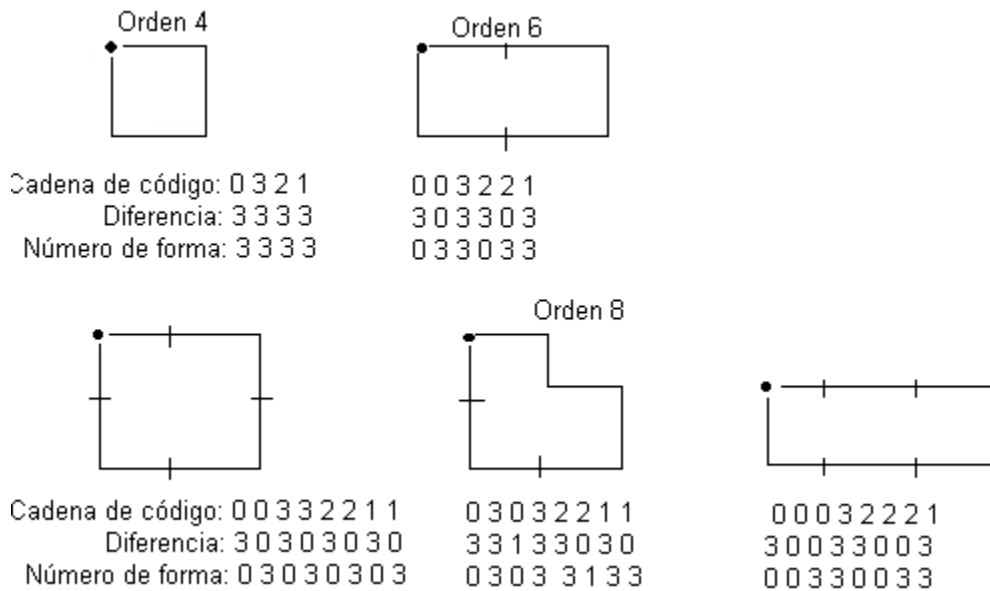 Orden 4
Orden 6
Cadena de código: 0 3 2 1
Diferencia: 3 3 3 3
Número de forma: 3 3 3 3
0 0 3 2 2 1
3 0 3 3 0 3
0 3 3 0 3 3
Orden 8
Cadena de código: 0 0 3 3 2 2 1 1
Diferencia: 3 0 3 0 3 0 3 0
Número de forma: 0 3 0 3 0 3 0 3
0 3 0 3 2 2 1 1
3 3 1 3 3 0 3 0
0 3 0 3 3 1 3 3
0 0 0 3 2 2 2 1
3 0 0 3 3 0 0 3
0 0 3 3 0 0 3 3